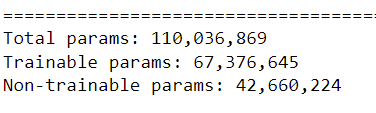 =====================================
Total params: 110,036,869
Trainable params: 67,376,645
Non-trainable params: 42,660,224